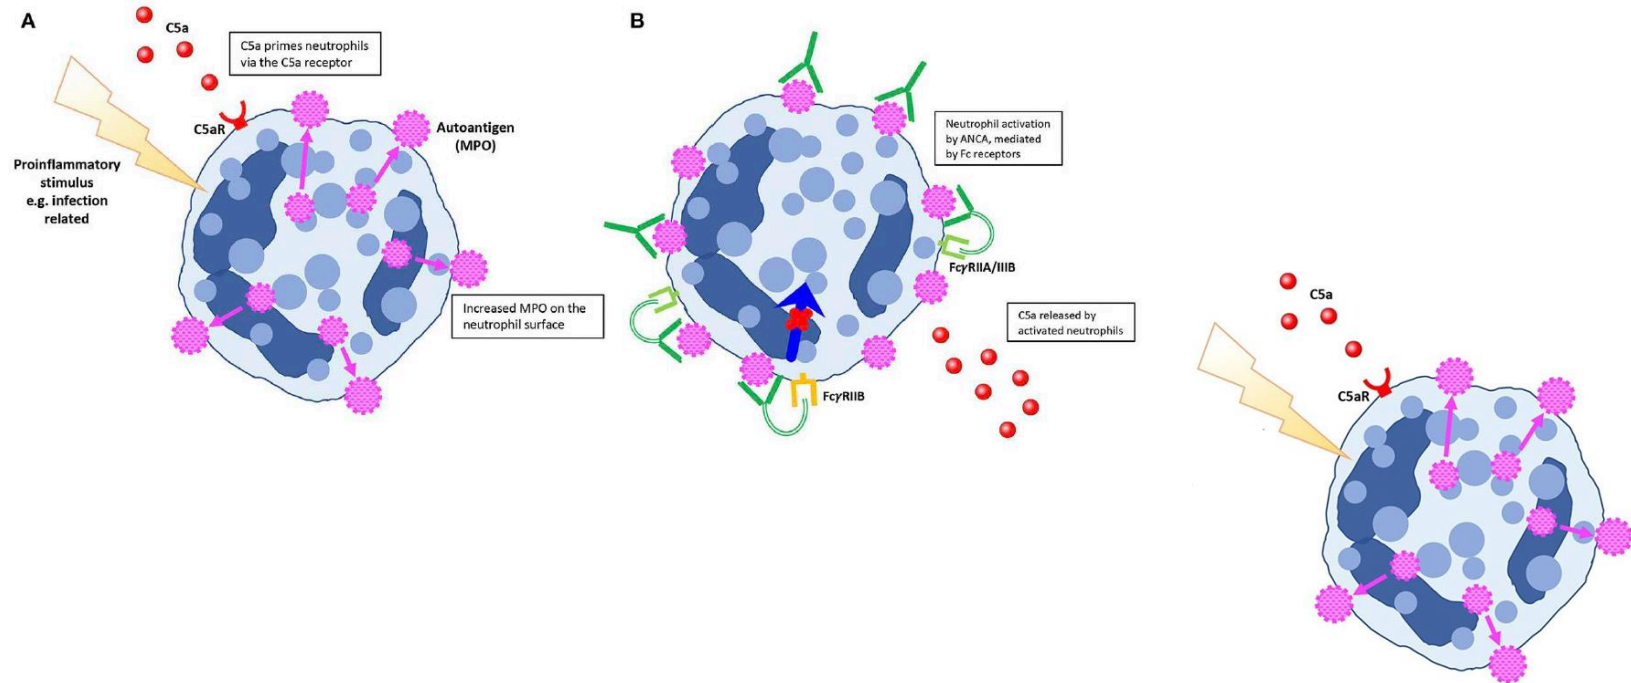 A
C5a
C5a primes neutrophils
via the C5a receptor
C5aR
Autoantigen
(MPO)
Proinflammatory
stimulus
e.g. infection
related
Increased MPO on the
neutrophil surface
B
Neutrophil activation
by ANCA, mediated
by Fc receptors
FcγRIIA/IIIB
C5a released by
activated neutrophils
FcγRIIB
C5a
C5aR